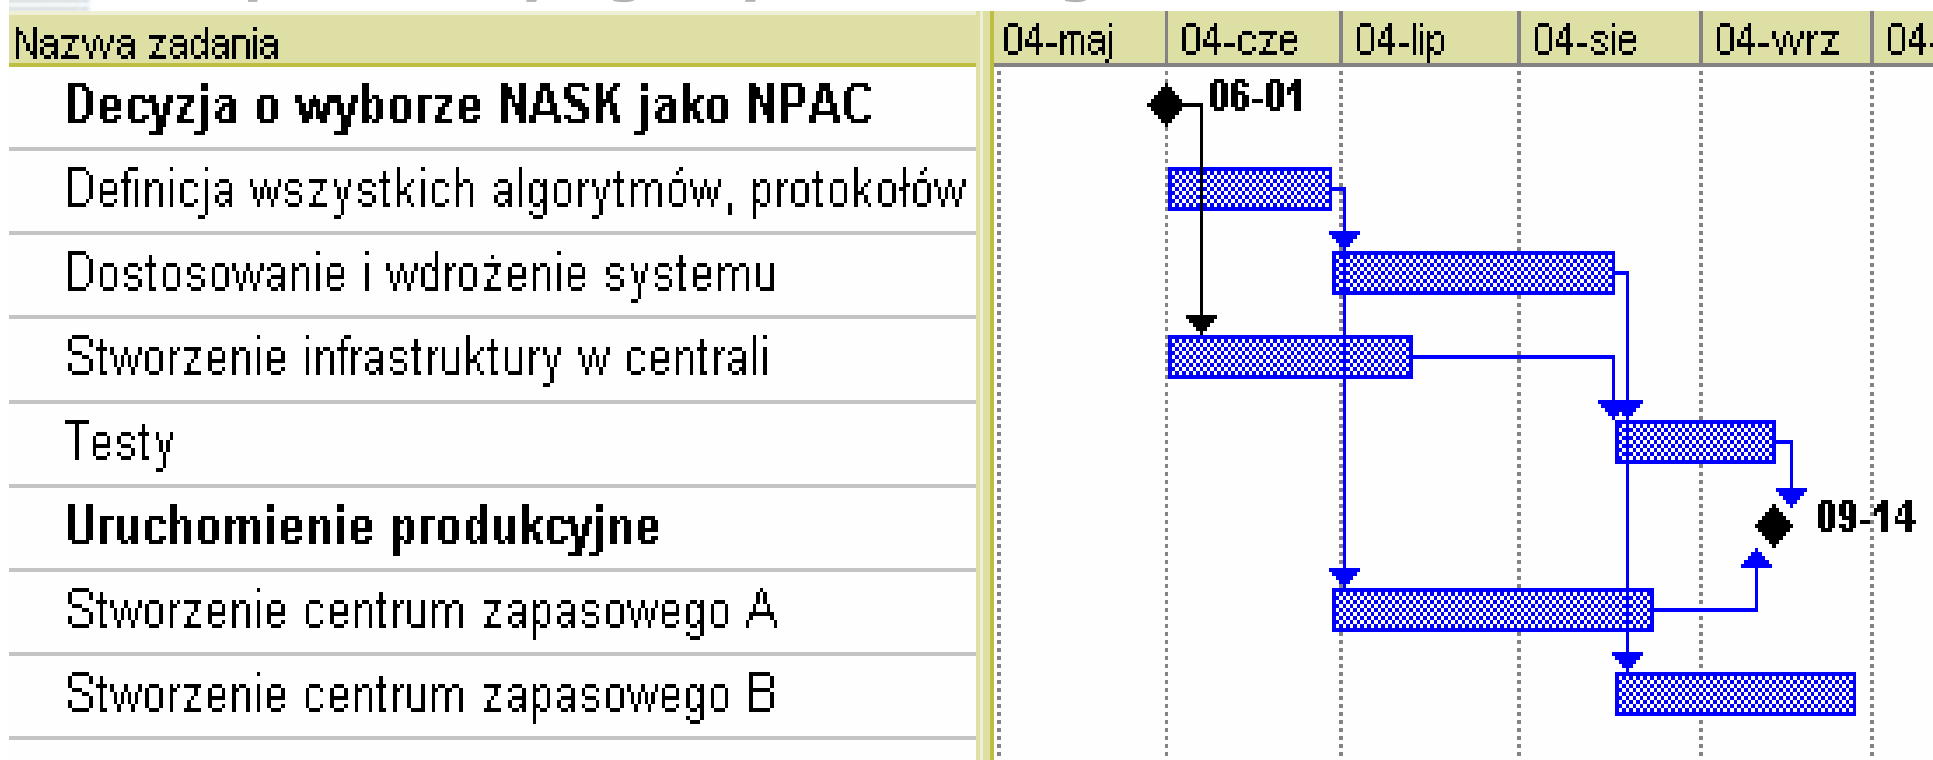 Nazwa zadania 04-maj 04-cze 04-lip 04-sie 04-wrz 04-
Decyzja o wyborze NASK jako NPAC 06-01
Definicja wszystkich algorytmów, protokołów
Dostosowanie i wdrożenie systemu
Stworzenie infrastruktury w centrali
Testy
Uruchomienie produkcyjne 09-14
Stworzenie centrum zapasowego A
Stworzenie centrum zapasowego B